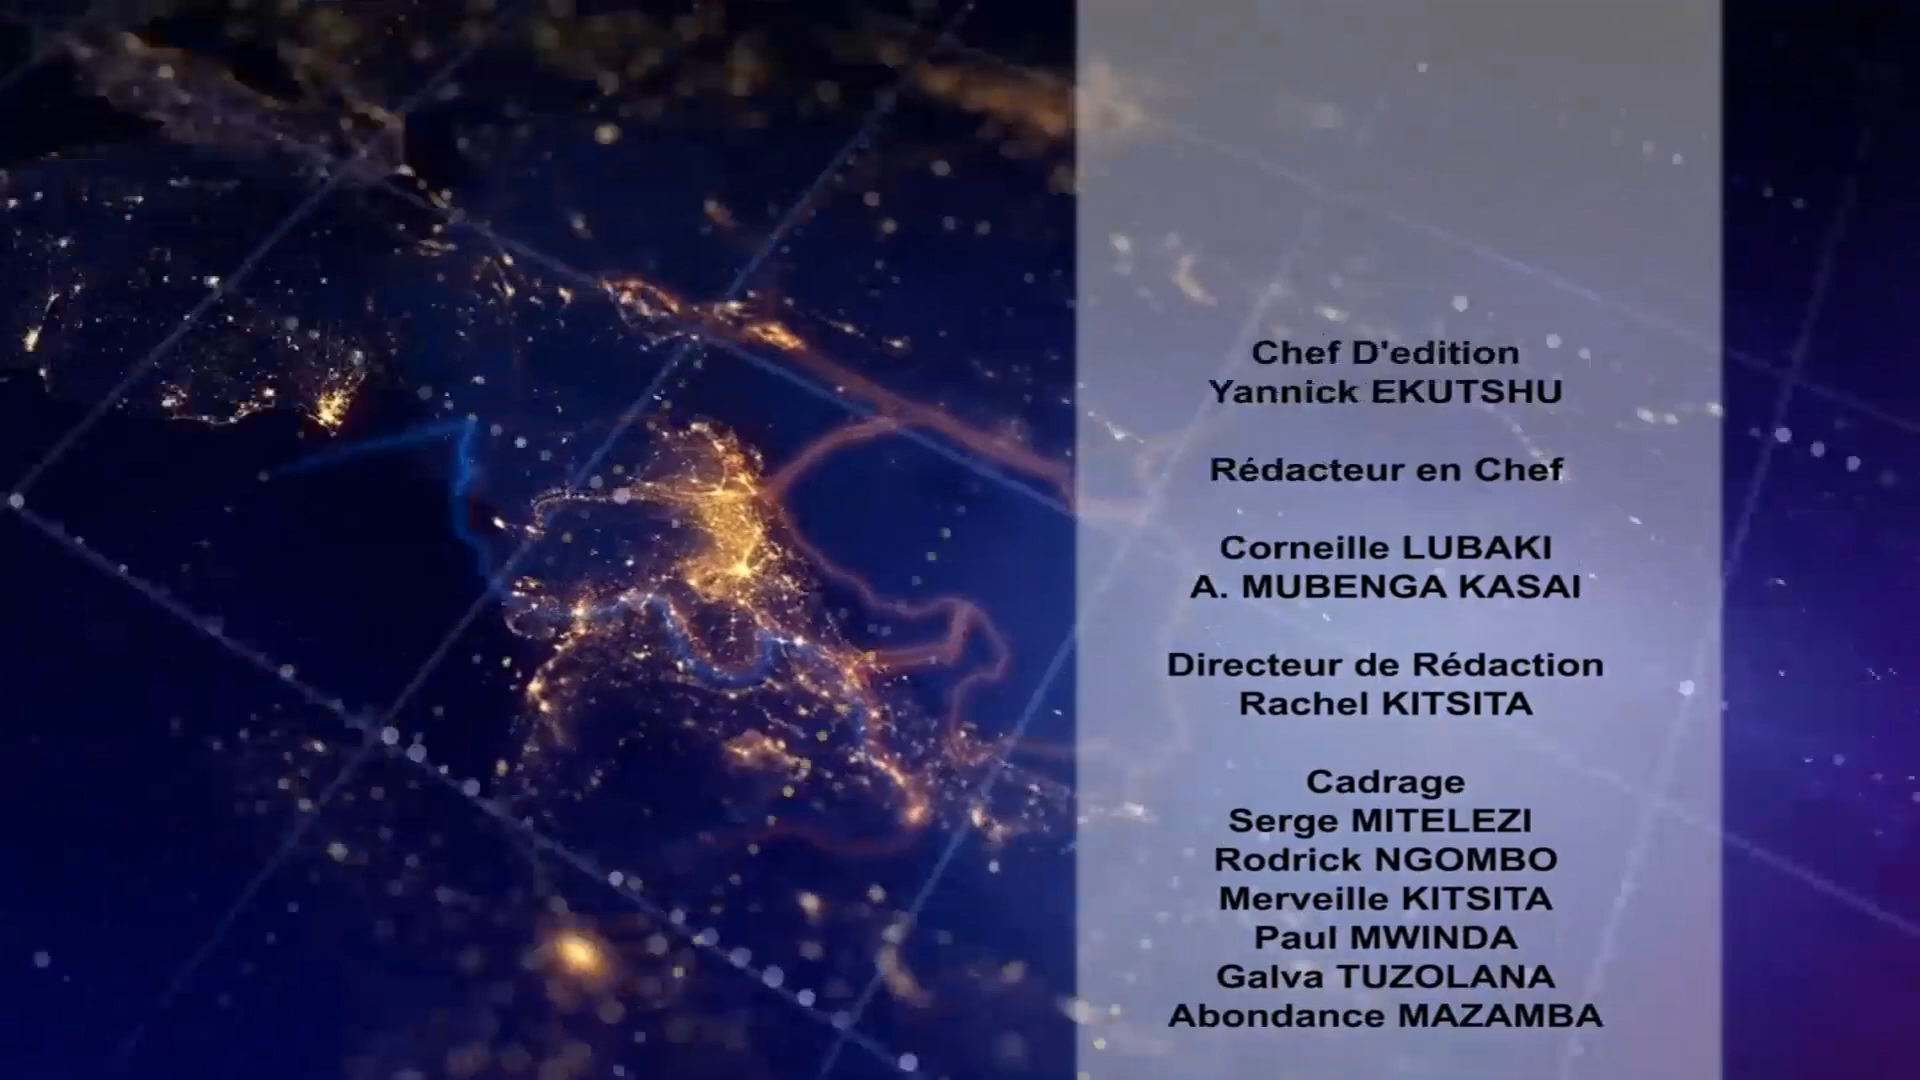 Chef D'edition
Yannick EKUTSHU
Rédacteur en Chef
Corneille LUBAKI
A. MUBENGA KASAI
Directeur de Rédaction
Rachel KITSITA
Cadrage
Serge MITELEZI
Rodrick NGOMBO
Merveille KITSITA
Paul MWINDA
Galva TUZOLANA
Abondance MAZAMBA